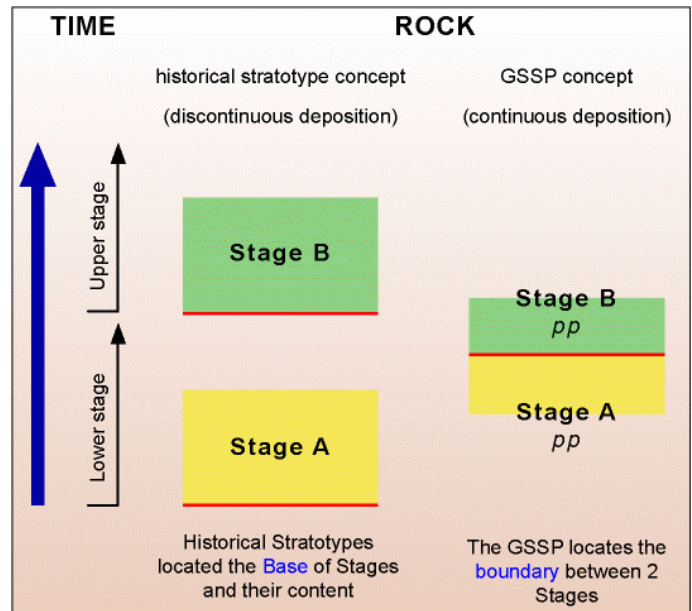 TIME
ROCK
historical stratotype concept
(discontinuous deposition)
GSSP concept
(continuous deposition)
Upper stage
Lower stage
Stage B
Stage A
Stage B
pp
Stage A
pp
Historical Stratotypes
located the Base of Stages
and their content
The GSSP locates the
boundary between 2
Stages